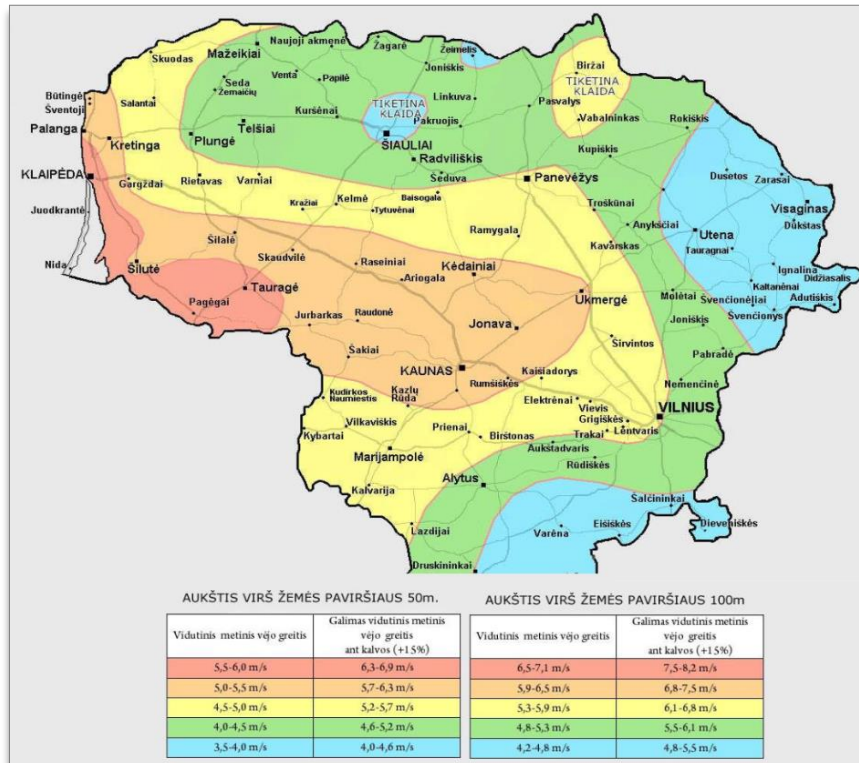 Skuodas
Mažeikiai
Naujoji akmenė
Žagarė
Žeimelis
Biržai
TIKĖTINA
KLAIDA
Joniškis
Seda
Žemaičių
Venta
Papilė
Linkuva
Pasvalys
Vabalninkas
Rokiškis
Būtingė
Šventoji
Salantai
Kuršėnai
TIKĖTINA
KLAIDA
Pakruojis
Palanga
Kretinga
Plungė
Telšiai
ŠIAULIAI
Radviliškis
Kupiškis
KLAIPĖDA
Gargždai
Rietavas
Varniai
Šeduva
Panevėžys
Dusetos
Zarasai
Juodkrantė
Kražiai
Kelmė
Tytuvėnai
Baisogala
Troškūnai
Visaginas
Dūkštas
Šilalė
Ramygala
Anykščiai
Utena
Tauragnai
Nida
Šilutė
Skaudvilė
Raseiniai
Ariogala
Kėdainiai
Kavarskas
Ignalina
Didžiasalis
Kaltanėnai
Adutiškis
Pagėgai
Tauragė
Ukmergė
Molėtai
Švenčionėliai
Švenčionys
Jurbarkas
Raudonė
Jonava
Joniškis
Šakiai
Širvintos
Pabradė
KAUNAS
Rumšiškės
Kaišiadorys
Nemenčinė
Kudirkos
Naumiestis
Kazlų
Rūda
Elektrėnai
Vievis
Grigiškės
VILNIUS
Kybartai
Vilkaviškis
Prienai
Birštonas
Trakai
Lentvaris
Marijampolė
Aukštadvaris
Rūdiškės
Kalvarija
Alytus
Šalčininkai
Lazdijai
Varėna
Eišiškės
Dieveniškės
Druskininkai
AUKŠTIS VIRŠ ŽEMĖS PAVIRŠIAUS 50m.
Vidutinis metinis vėjo greitis
Galimas vidutinis metinis
vėjo greitis
ant kalvos (+15%)
5,5-6,0 m/s 6,3-6,9 m/s
5,0-5,5 m/s 5,7-6,3 m/s
4,5-5,0 m/s 5,2-5,7 m/s
4,0-4,5 m/s 4,6-5,2 m/s
3,5-4,0 m/s 4,0-4,6 m/s
AUKŠTIS VIRŠ ŽEMĖS PAVIRŠIAUS 100m
Vidutinis metinis vėjo greitis
Galimas vidutinis metinis
vėjo greitis
ant kalvos (+15%)
6,5-7,1 m/s 7,5-8,2 m/s
5,9-6,5 m/s 6,8-7,5 m/s
5,3-5,9 m/s 6,1-6,8 m/s
4,8-5,3 m/s 5,5-6,1 m/s
4,2-4,8 m/s 4,8-5,5 m/s